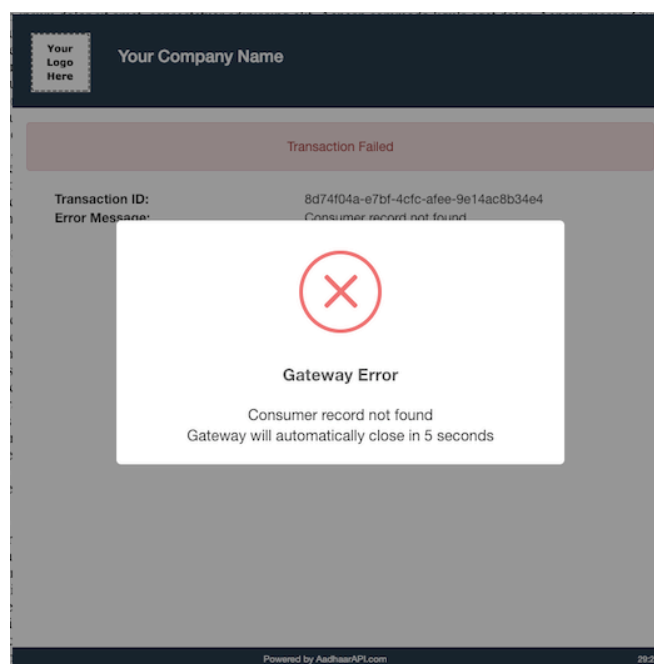 Your
Logo
Here
Your Company Name
Transaction Failed
Transaction ID: 8d74f04a-e7bf-4cfc-afee-9e14ac8b34e4
Error Message: Consumer record not found
Gateway Error
Consumer record not found
Gateway will automatically close in 5 seconds
Powered by AadhaarAPI.com